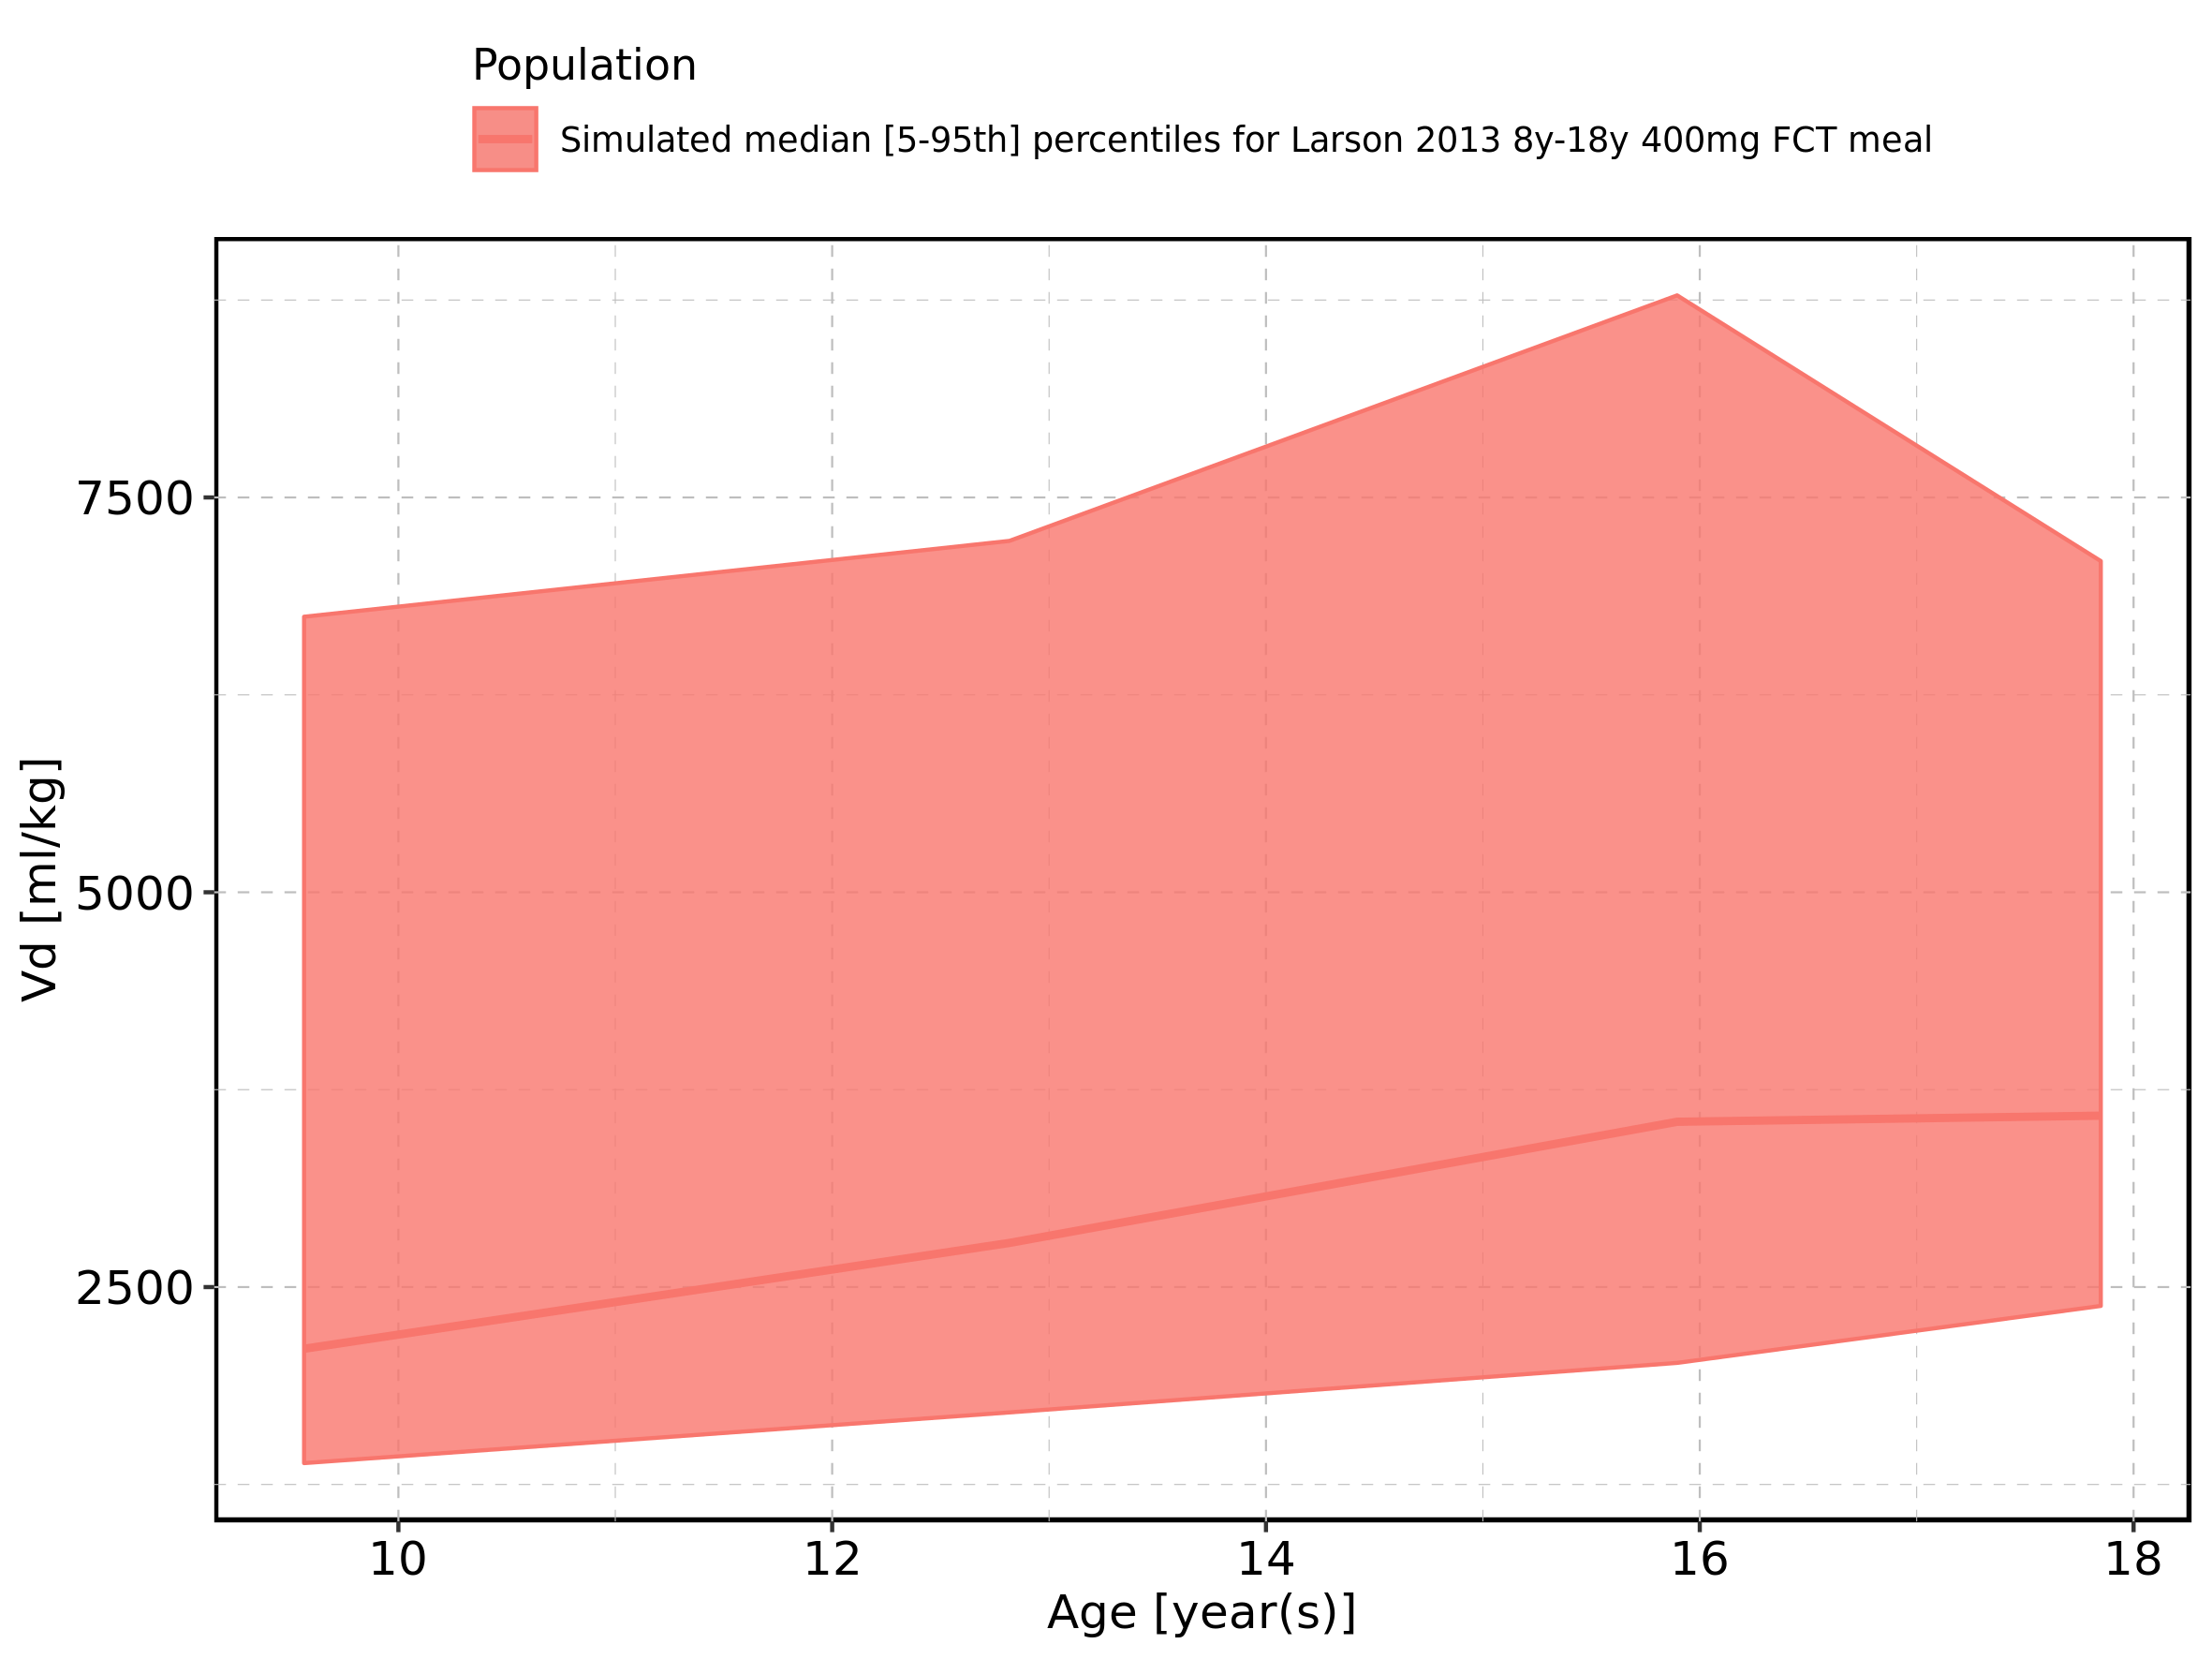 Population
Simulated median [5-95th] percentiles for Larson 2013 8y-18y 400mg FCT meal
7500
5000
2500
Vd [ml/kg]
10 12 14 16 18
Age [year(s)]